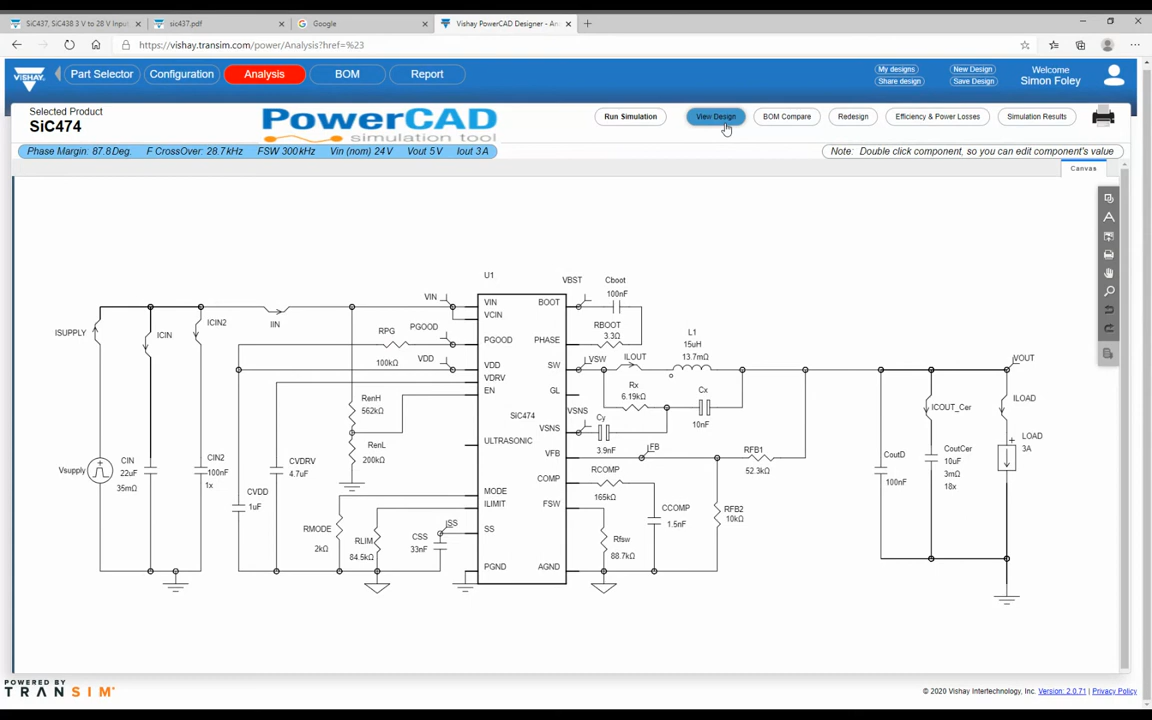 SiC437, SiC438 3 V to 28 V Input
sic437.pdf
Google
Vishay PowerCAD Designer - An
https://vishay.transim.com/power/Analysis?href=%23
VISHAY
Part Selector
Configuration
Analysis
BOM
Report
My designs
Share design
New Design
Save Design
Welcome
Simon Foley
Selected Product
SiC474
PowerCAD
simulation tool
Run Simulation
View Design
BOM Compare
Redesign
Efficiency & Power Losses
Simulation Results
Phase Margin: 87.8Deg. F CrossOver: 28.7kHz FSW 300kHz Vin (nom) 24V Vout 5V Iout 3A
Note: Double click component, so you can edit component's value
Canvas
U1
ISUPPLY
ICIN
ICIN2
IIN
VIN
PGOOD
VDD
RPG
100kΩ
RenH
562kΩ
RenL
200kΩ
Vsupply
CIN
22uF
35mΩ
CIN2
100nF
1x
CVDD
1uF
CVDRV
4.7uF
RMODE
2kΩ
RLIM
84.5kΩ
CSS
33nF
SS
VIN
VCIN
PGOOD
VDD
VDRV
EN
ULTRASONIC
MODE
ILIMIT
SS
PGND
SiC474
BOOT
PHASE
SW
GL
VSNS
VFB
COMP
FSW
AGND
VBST
Cboot
100nF
RBOOT
3.3Ω
VSW
ILOUT
L1
15uH
13.7mΩ
Rx
6.19kΩ
Cx
10nF
VSNS
Cy
3.9nF
FB
RFB1
52.3kΩ
RCOMP
165kΩ
CCOMP
1.5nF
RFB2
10kΩ
Rfsw
88.7kΩ
VOUT
ICOUT_Cer
ILOAD
CoutD
100nF
CoutCer
10uF
3mΩ
18x
LOAD
3A
POWERED BY
TRANSIM
© 2020 Vishay Intertechnology, Inc. Version: 2.0.71 | Privacy Policy